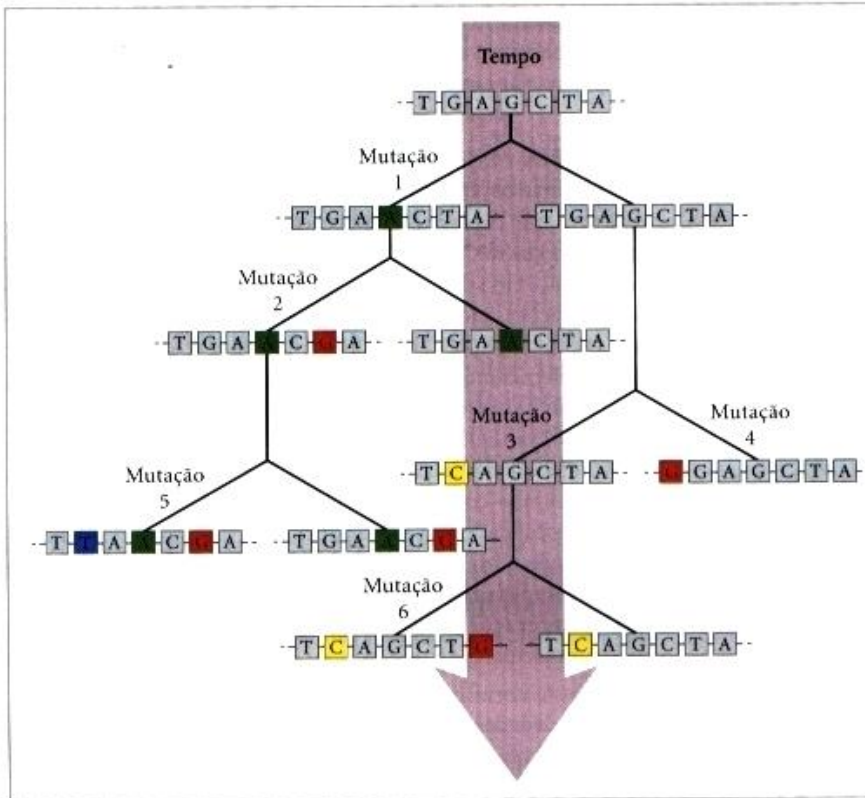 Tempo
T G A G C T A
Mutação
1
T G A A C T A
T G A G C T A
Mutação
2
T G A A C G A
T G A A C T A
Mutação
3
Mutação
4
T C A G C T A
G G A G C T A
Mutação
5
T T A A C G A
T G A A C G A
Mutação
6
T C A G C T G
T C A G C T A